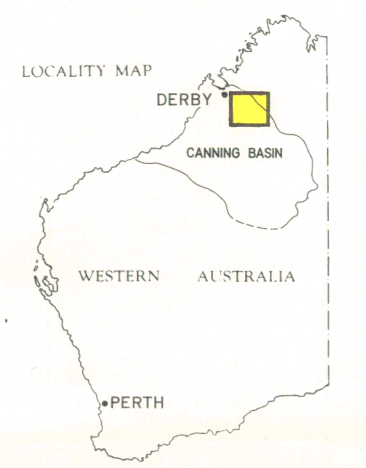 LOCALITY MAP
DERBY
CANNING BASIN
WESTERN AUSTRALIA
PERTH